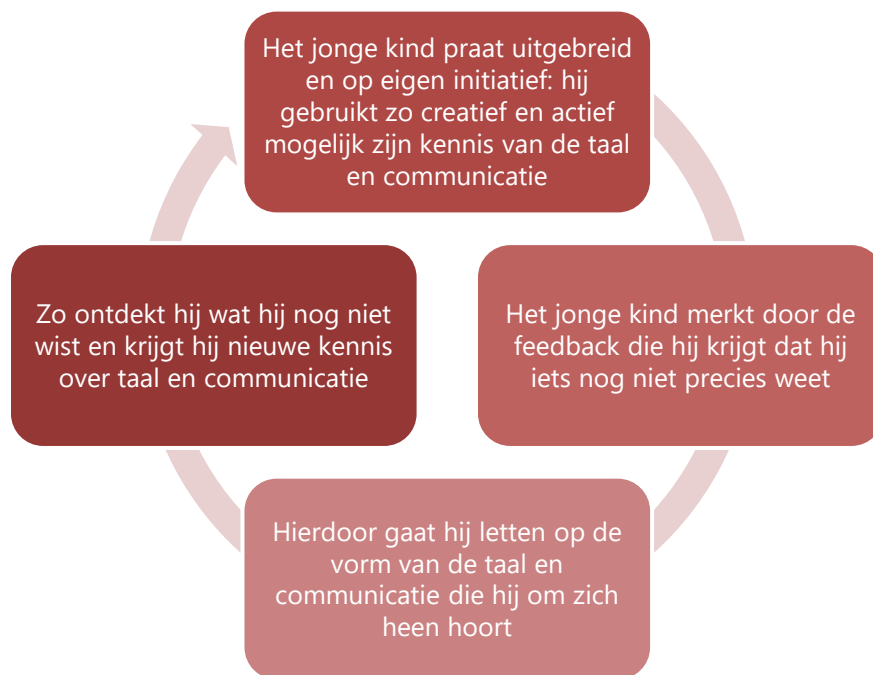 Het jonge kind praat uitgebreid
en op eigen initiatief: hij
gebruikt zo creatief en actief
mogelijk zijn kennis van de taal
en communicatie
Het jonge kind merkt door de
feedback die hij krijgt dat hij
iets nog niet precies weet
Hierdoor gaat hij letten op de
vorm van de taal en
communicatie die hij om zich
heen hoort
Zo ontdekt hij wat hij nog niet
wist en krijgt hij nieuwe kennis
over taal en communicatie